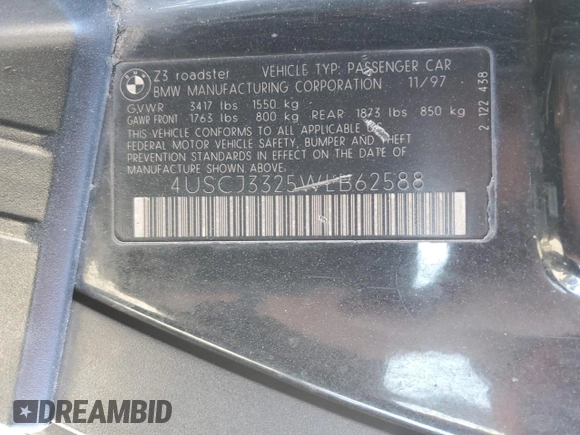 Z3 roadster VEHICLE TYP: PASSENGER CAR
BMW MANUFACTURING CORPORATION 11/97
GVWR 3417 lbs 1550 kg
GAWR FRONT 1763 lbs 800 kg REAR 1873 lbs 850 kg
THIS VEHICLE CONFORMS TO ALL APPLICABLE
FEDERAL MOTOR VEHICLE SAFETY, BUMPER AND THEFT
PREVENTION STANDARDS IN EFFECT ON THE DATE OF
MANUFACTURE SHOWN ABOVE.
4USCJ3325WLB62588
2 122 438
DREAMBID